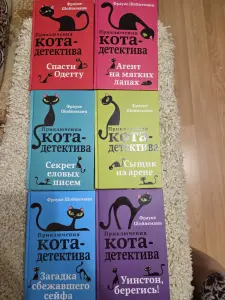 Фрауке Шойнеманн
Приключения
кота-
детектива
Спасти
Одетту
Фрауке Шойнеманн
Приключения
кота-
детектива
Агент
на мягких
лапах
Фрауке Шойнеманн
Приключения
кота-
детектива
Секрет
еловых
писем
Фрауке Шойнеманн
Приключения
кота-
детектива
Сыщик
на арене
Фрауке Шойнеманн
Приключения
кота-
детектива
Загадка
сбежавшего
сейфа
Фрауке Шойнеманн
Приключения
кота-
детектива
Уинстон,
берегись!